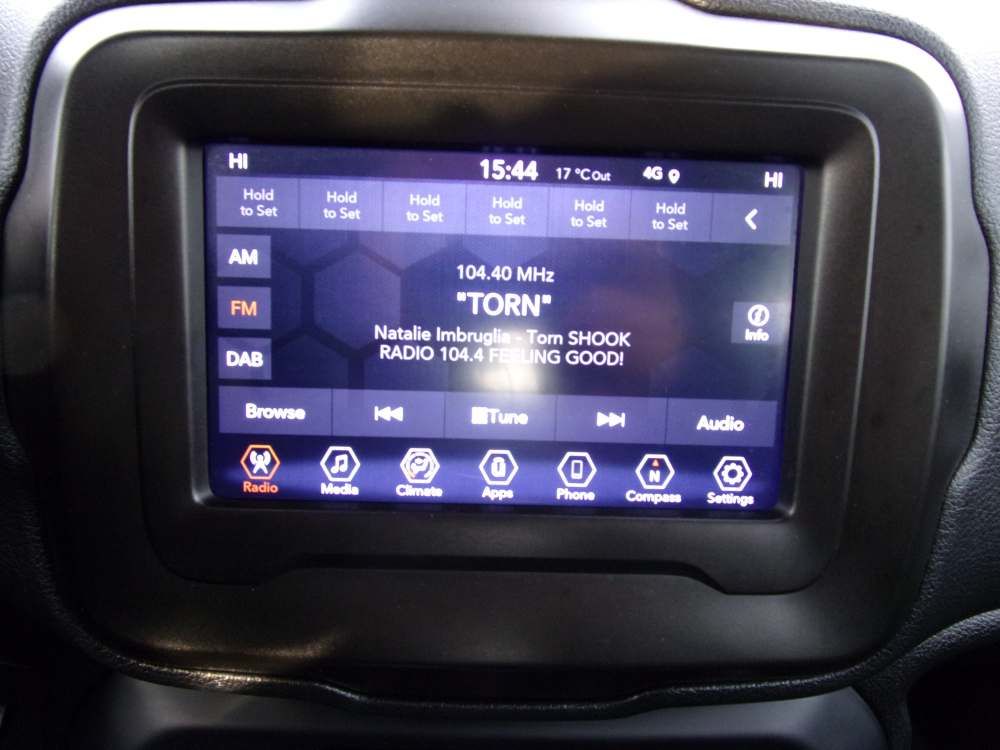 HI 15:44 17 °C Out 4G HI
Hold Hold Hold Hold Hold Hold
to Set to Set to Set to Set to Set to Set
AM
104.40 MHz
FM
"TORN"
Info
Natalie Imbruglia - Torn SHOOK
RADIO 104.4 FEELING GOOD!
DAB
Browse Tune Audio
Radio Media Climate Apps Phone N Compass Settings